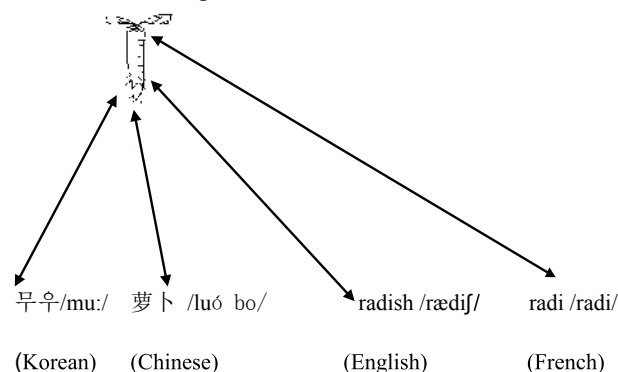 무우/mu:/ 萝卜 /luó bo/ radish /rædiʃ/ radi /radi/
(Korean) (Chinese) (English) (French)